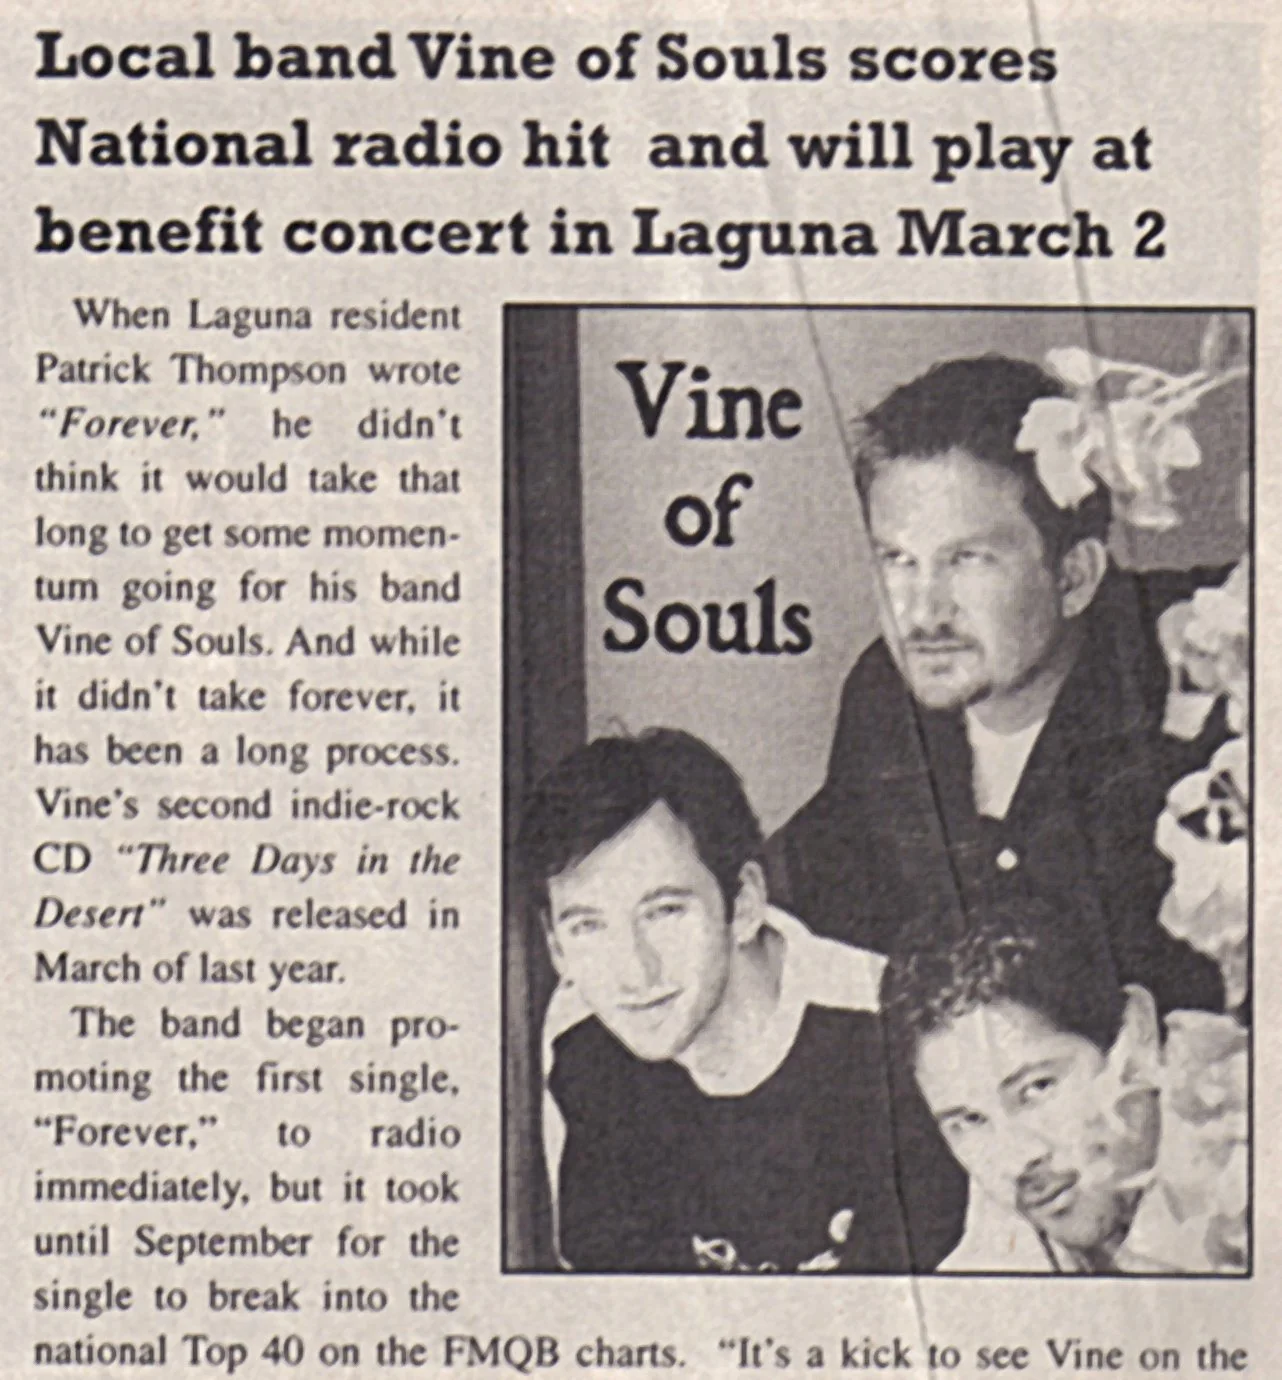 Local band Vine of Souls scores
National radio hit and will play at
benefit concert in Laguna March 2
When Laguna resident
Patrick Thompson wrote
"Forever," he didn't
think it would take that
long to get some momen-
tum going for his band
Vine of Souls. And while
it didn't take forever, it
has been a long process.
Vine's second indie-rock
CD "Three Days in the
Desert" was released in
March of last year.
The band began pro-
moting the first single,
"Forever," to radio
immediately, but it took
until September for the
single to break into the
national Top 40 on the FMQB charts. "It's a kick to see Vine on the
Vine
of
Souls